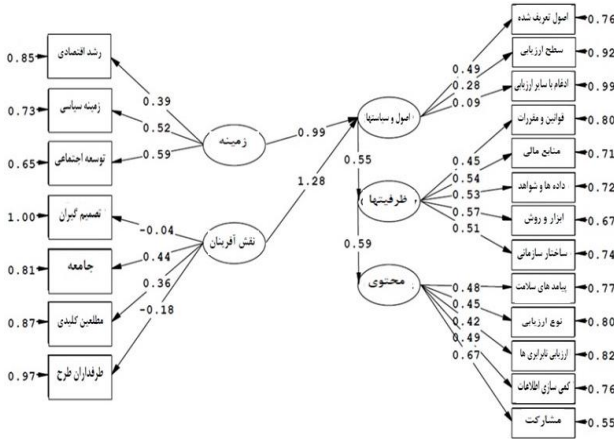 اصول تعریف شده
0.76
سطح ارزیابی
0.92
ادغام با سایر ارزیابی
0.99
قوانین و مقررات
0.80
منابع مالی
0.71
داده ها و شواهد
0.72
ابزار و روش
0.67
ساختار سازمانی
0.74
پیامد های سلامت
0.77
نوع ارزیابی
0.80
ارزیابی نابرابری ها
0.82
کمی سازی اطلاعات
0.76
مشارکت
0.55
0.49
0.28
0.09
اصول و سیاستها
0.45
0.54
0.53
0.57
0.51
ظرفیتها
0.48
0.45
0.42
0.49
0.67
محتوی
0.55
0.59
0.99
1.28
زمینه
0.39
0.52
0.59
نقش آفرینان
-0.04
0.44
0.36
-0.18
رشد اقتصادی
0.85
زمینه سیاسی
0.73
توسعه اجتماعی
0.65
تصمیم گیران
1.00
جامعه
0.81
مطلعین کلیدی
0.87
طرفداران طرح
0.97